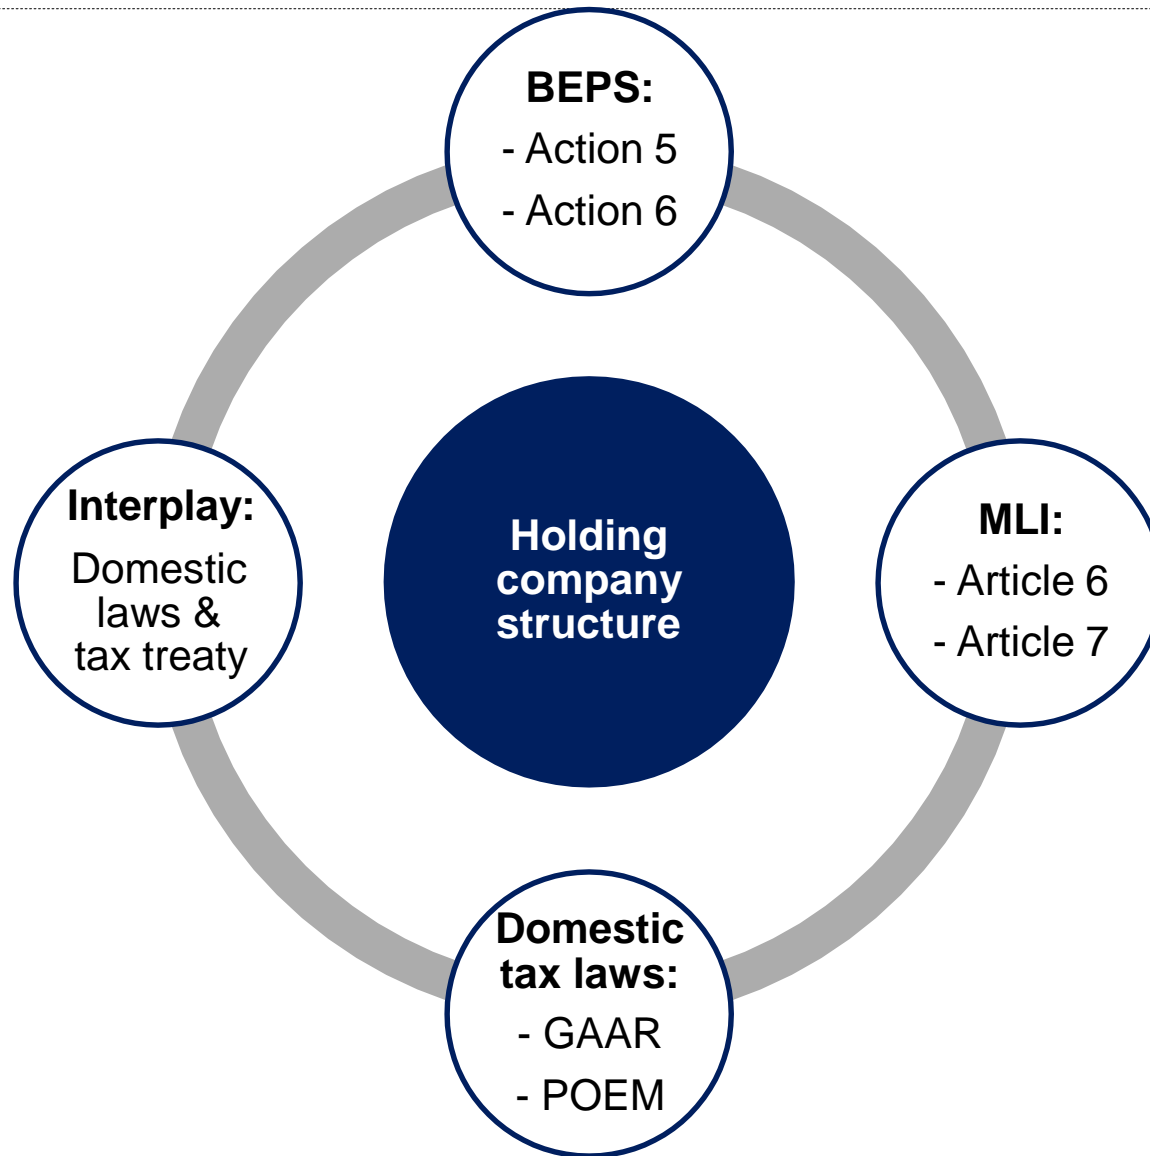 BEPS:
- Action 5
- Action 6
Interplay:
Domestic
laws &
tax treaty
Holding
company
structure
MLI:
- Article 6
- Article 7
Domestic
tax laws:
- GAAR
- POEM